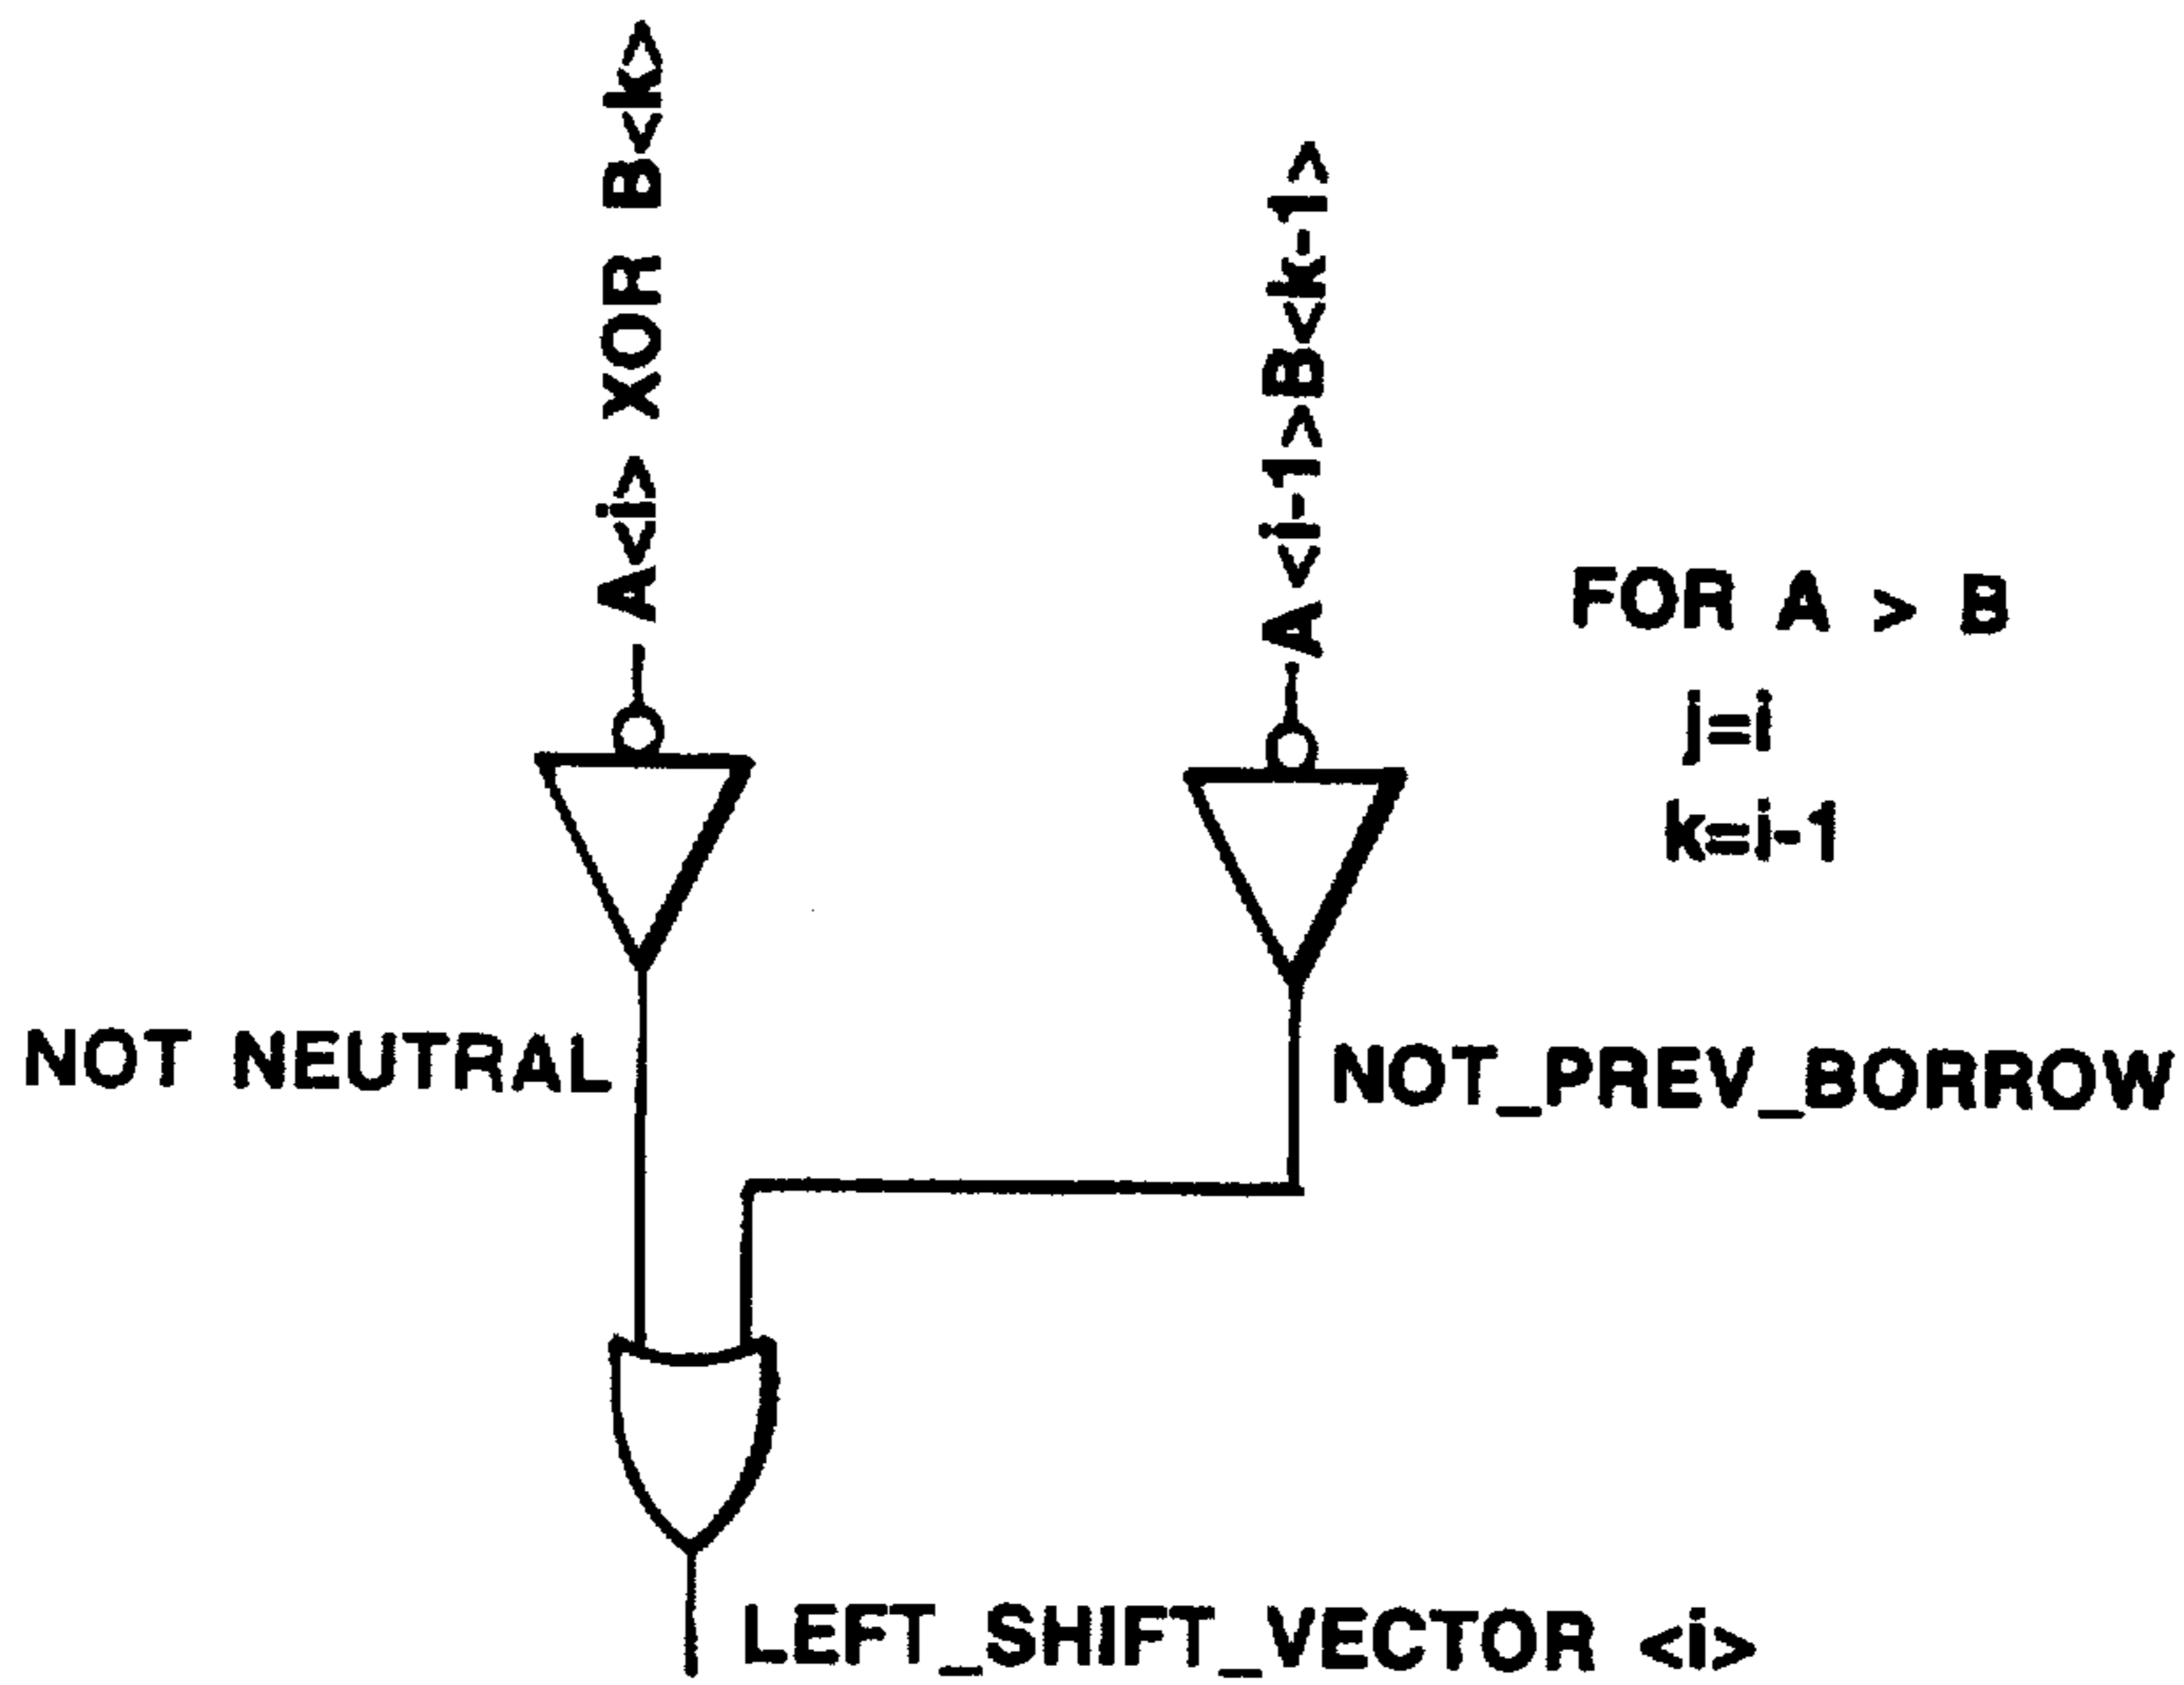 A<i> XOR B<k>
A<i-1>B<k-1>
FOR A > B
j=i
k=i-1
NOT NEUTRAL
NOT_PREV_BORROW
LEFT_SHIFT_VECTOR <i>